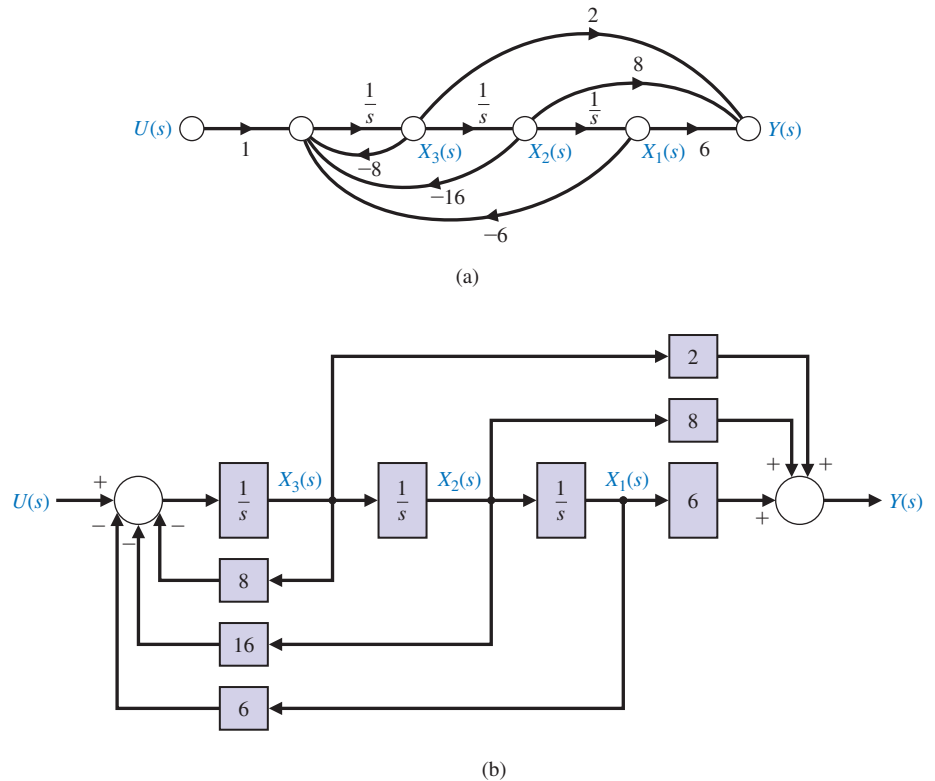 2
8
1/s
1/s
1/s
U(s)
Y(s)
1
−8
X3(s)
X2(s)
X1(s)
6
−16
−6
(a)
2
8
X3(s)
X2(s)
X1(s)
+
+
+
U(s)
1/s
1/s
1/s
6
Y(s)
−
−
−
+
8
16
6
(b)